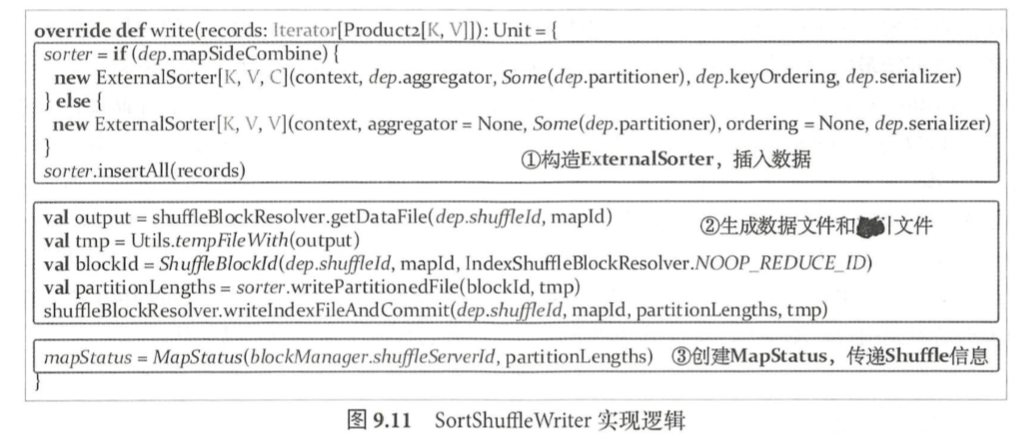 override def write(records: Iterator[Product2[K, V]]): Unit = {
sorter = if (dep.mapSideCombine) {
new ExternalSorter[K, V, C](context, dep.aggregator, Some(dep.partitioner), dep.keyOrdering, dep.serializer)
} else {
new ExternalSorter[K, V, V](context, aggregator = None, Some(dep.partitioner), ordering = None, dep.serializer)
}
①构造ExternalSorter，插入数据
sorter.insertAll(records)
val output = shuffleBlockResolver.getDataFile(dep.shuffleId, mapId)
②生成数据文件和文件
val tmp = Utils.tempFileWith(output)
val blockId = ShuffleBlockId(dep.shuffleId, mapId, IndexShuffleBlockResolver.NOOP_REDUCE_ID)
val partitionLengths = sorter.writePartitionedFile(blockId, tmp)
shuffleBlockResolver.writeIndexFileAndCommit(dep.shuffleId, mapId, partitionLengths, tmp)
mapStatus = MapStatus(blockManager.shuffleServerId, partitionLengths) ③创建MapStatus，传递Shuffle信息
}
图 9.11 SortShuffleWriter 实现逻辑